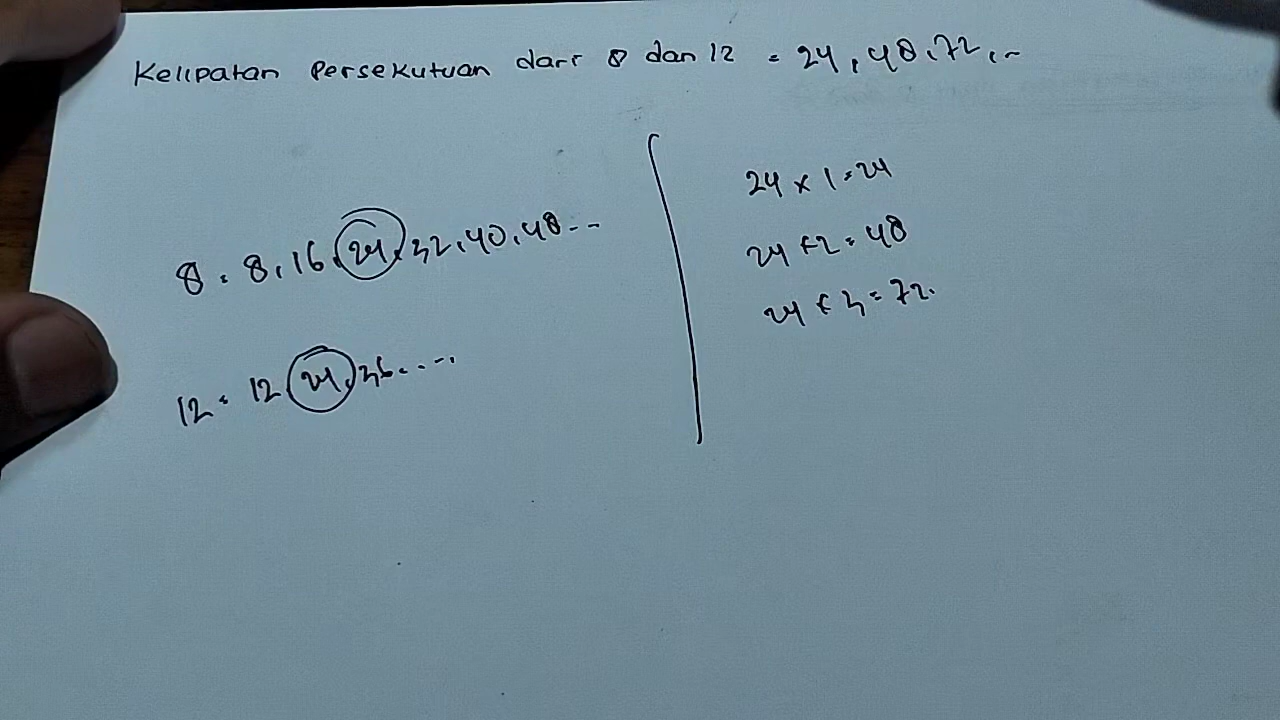 Kelipatan Persekutuan dari 8 dan 12 = 24, 48, 72, ...
8 = 8, 16, 24, 32, 40, 48...
12 = 12, 24, 36....
24 × 1 = 24
24 × 2 = 48
24 × 3 = 72.